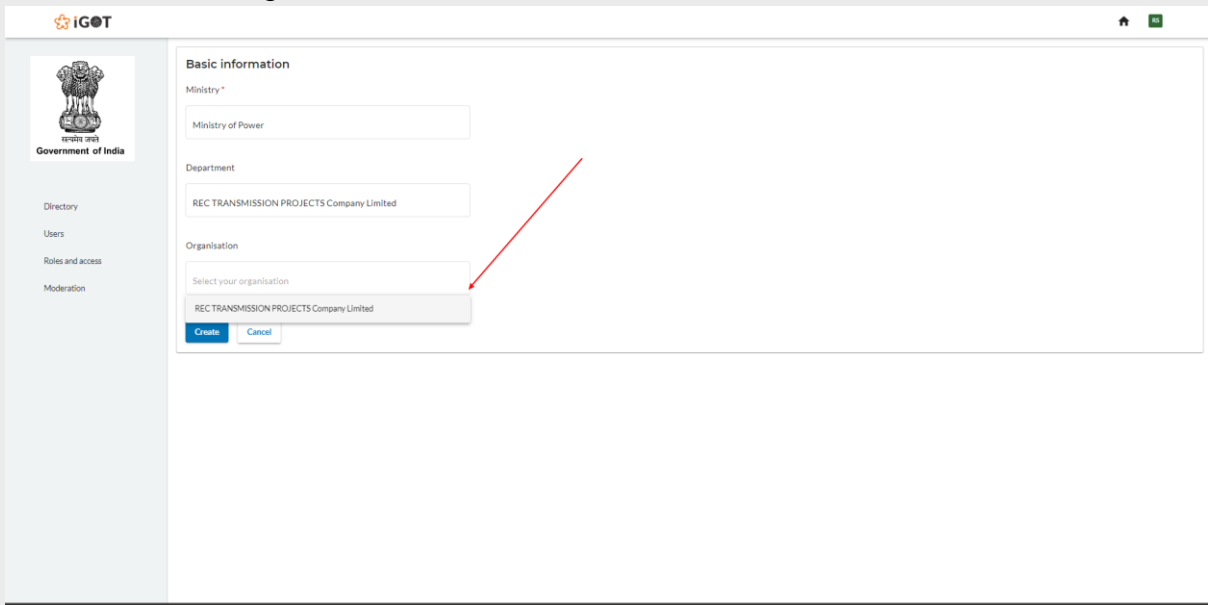 iGOT
RS
सत्यमेव जयते
Government of India
Directory
Users
Roles and access
Moderation
Basic information
Ministry *
Ministry of Power
Department
REC TRANSMISSION PROJECTS Company Limited
Organisation
Select your organisation
REC TRANSMISSION PROJECTS Company Limited
Create
Cancel